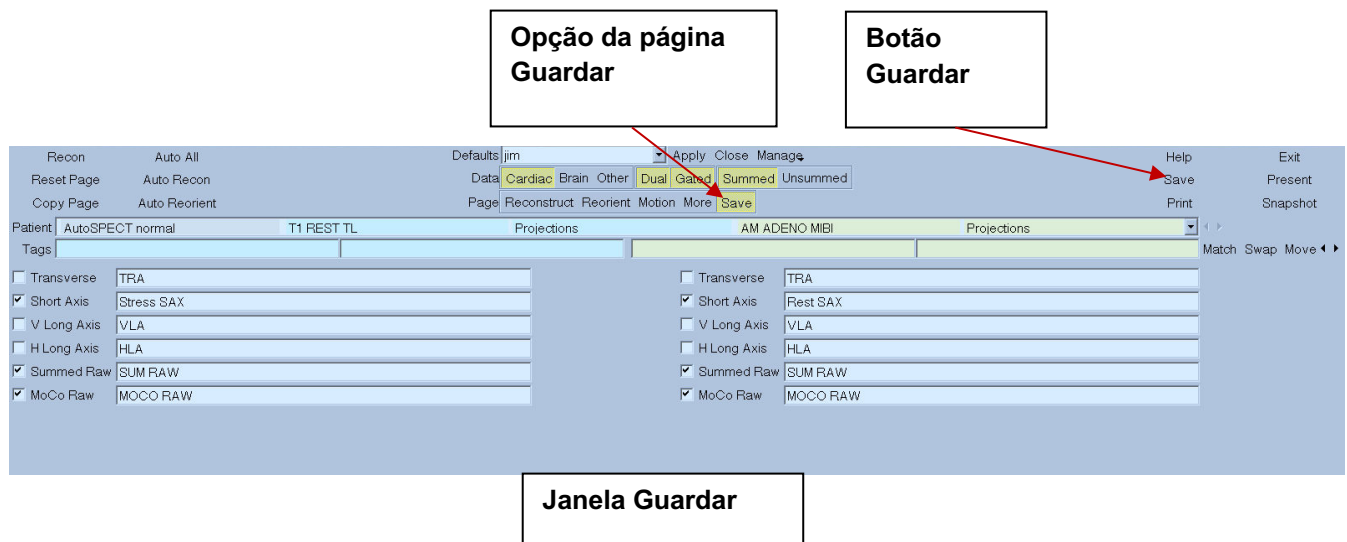 Opção da página
Guardar
Botão
Guardar
Recon Auto All Defaults jim Apply Close Manage Help Exit
Reset Page Auto Recon Data Cardiac Brain Other Dual Gated Summed Unsummed Save Present
Copy Page Auto Reorient Page Reconstruct Reorient Motion More Save Print Snapshot
Patient AutoSPECT normal T1 REST TL Projections AM ADENO MIBI Projections
Tags Match Swap Move
Transverse TRA Transverse TRA
Short Axis Stress SAX Short Axis Rest SAX
V Long Axis VLA V Long Axis VLA
H Long Axis HLA H Long Axis HLA
Summed Raw SUM RAW Summed Raw SUM RAW
MoCo Raw MOCO RAW MoCo Raw MOCO RAW
Janela Guardar